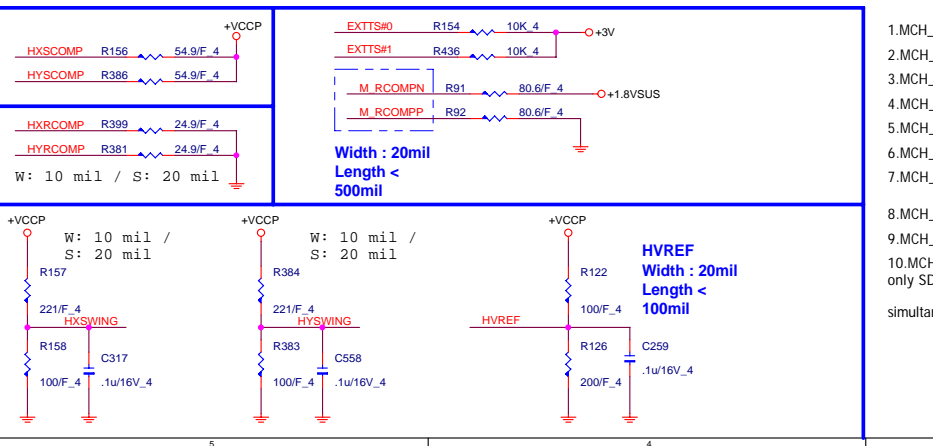 +VCCP
HXSCOMP R156 54.9/F_4
HYSCOMP R386 54.9/F_4
HXRCOMP R399 24.9/F_4
HYRCOMP R381 24.9/F_4
W: 10 mil / S: 20 mil
EXTTS#0 R154 10K_4 +3V
EXTTS#1 R436 10K_4
M_RCOMPN R91 80.6/F_4 +1.8VSUS
M_RCOMPP R92 80.6/F_4
Width : 20mil
Length <
500mil
+VCCP
W: 10 mil /
S: 20 mil
R157
221/F_4
HXSWING
R158
100/F_4
C317
.1u/16V_4
+VCCP
W: 10 mil /
S: 20 mil
R384
221/F_4
HYSWING
R383
100/F_4
C558
.1u/16V_4
+VCCP
HVREF
Width : 20mil
Length <
100mil
R122
100/F_4
HVREF
R126
200/F_4
C259
.1u/16V_4
1.MCH_
2.MCH_
3.MCH_
4.MCH_
5.MCH_
6.MCH_
7.MCH_
8.MCH_
9.MCH_
10.MCH
only SD
simultan
5
4